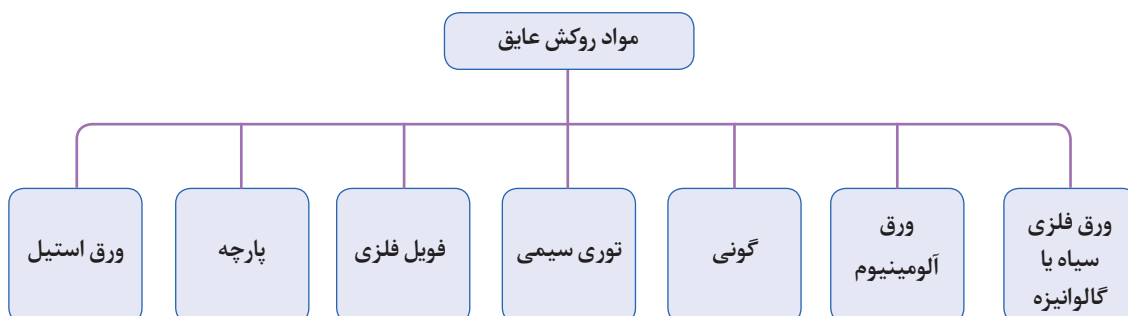 مواد روکش عایق
ورق فلزی
سیاه یا
گالوانیزه
ورق
آلومینیوم
گونی
توری سیمی
فویل فلزی
پارچه
ورق استیل